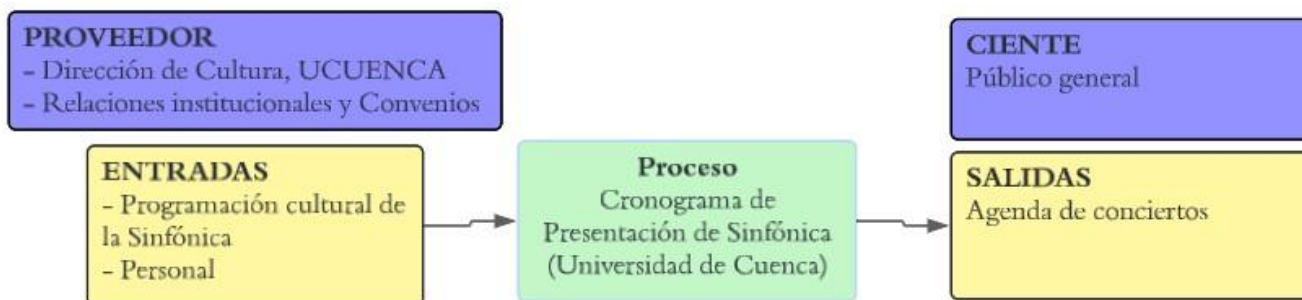 PROVEEDOR
- Dirección de Cultura, UCUENCA
- Relaciones institucionales y Convenios
CIENTE
Público general
ENTRADAS
- Programación cultural de
la Sinfónica
- Personal
Proceso
Cronograma de
Presentación de Sinfónica
(Universidad de Cuenca)
SALIDAS
Agenda de conciertos